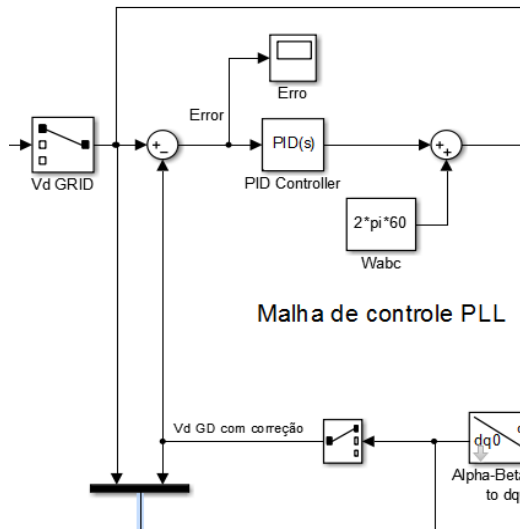 Erro
Error
PID(s)
Vd GRID
PID Controller
2*pi*60
Wabc
Malha de controle PLL
Vd GD com correção
dq0
Alpha-Beta
to dq